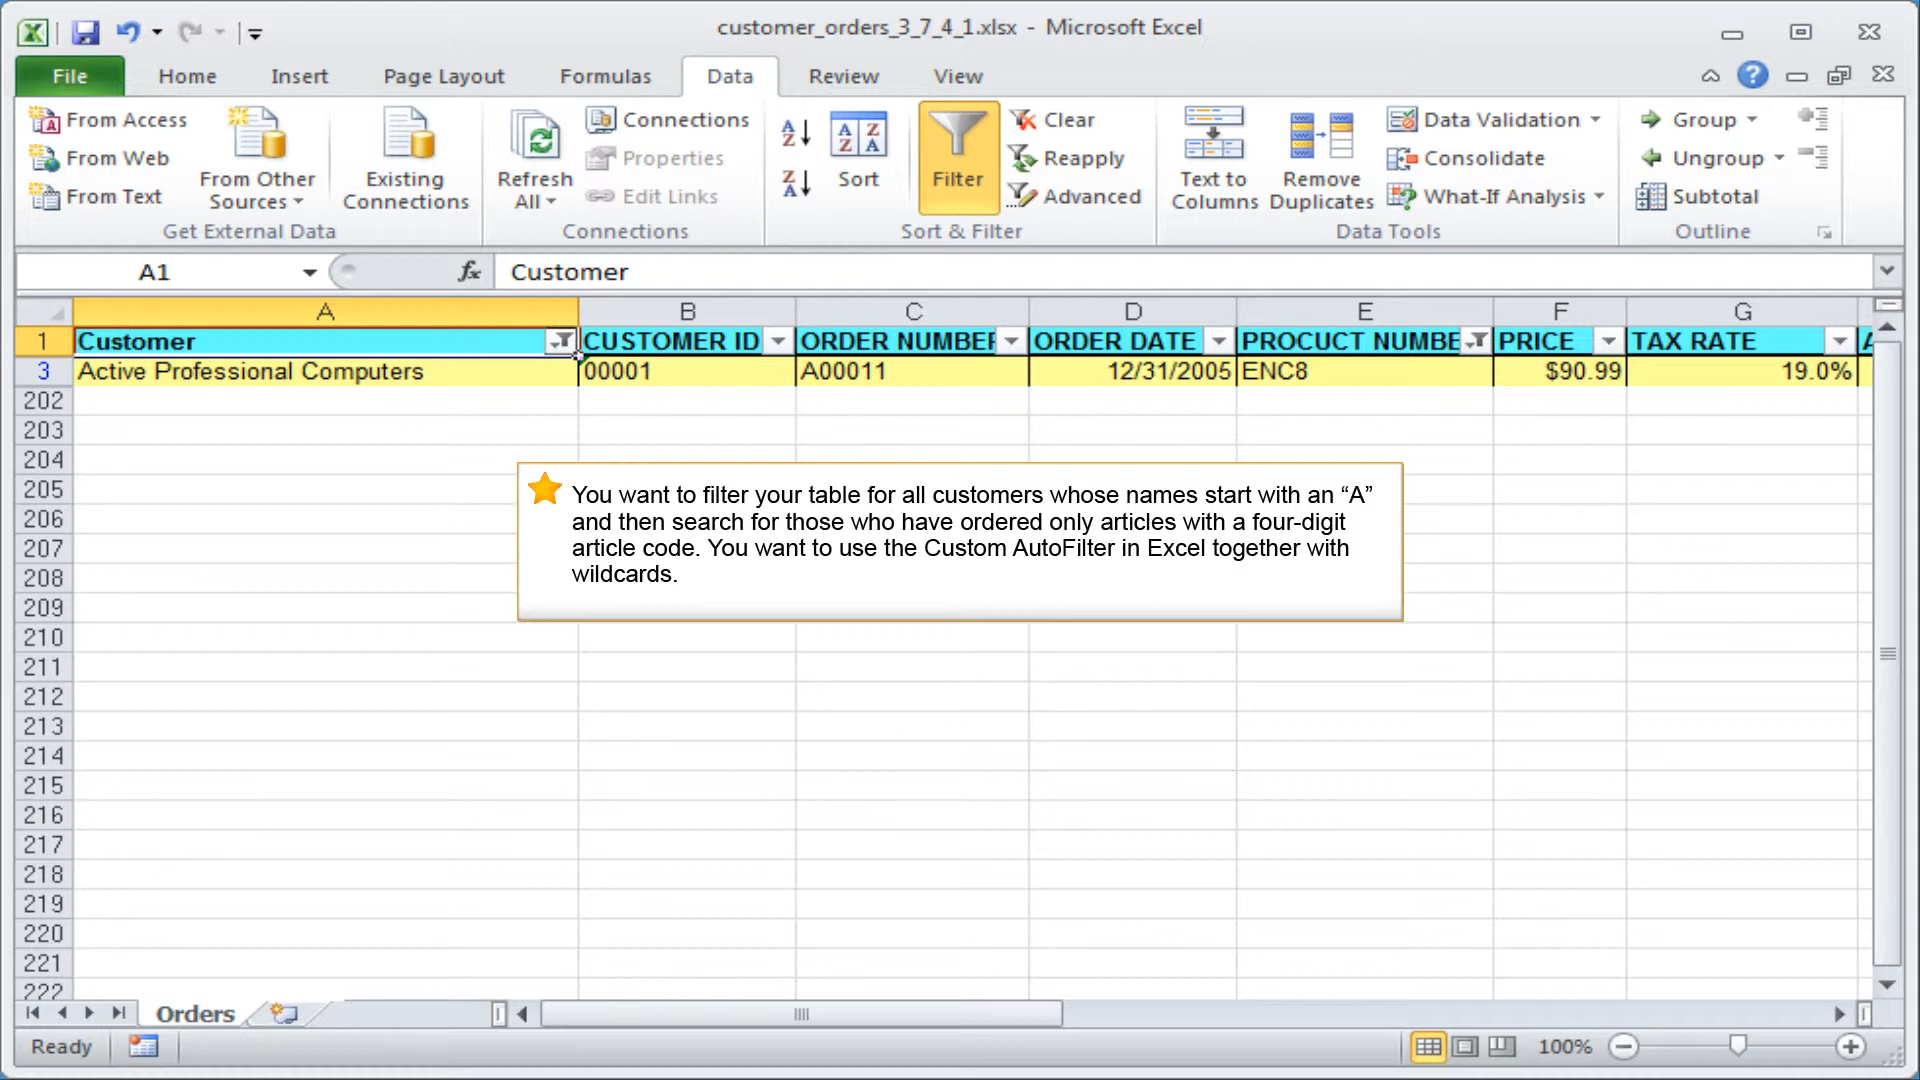 customer_orders_3_7_4_1.xlsx - Microsoft Excel
File Home Insert Page Layout Formulas Data Review View
From Access
From Web
From Text
From Other
Sources
Existing
Connections
Get External Data
Refresh
All
Connections
Properties
Edit Links
Connections
Sort
Filter
Clear
Reapply
Advanced
Sort & Filter
Text to
Columns
Remove
Duplicates
Data Validation
Consolidate
What-If Analysis
Data Tools
Group
Ungroup
Subtotal
Outline
A1 fx Customer
A B C D E F G
1 Customer CUSTOMER ID ORDER NUMBER ORDER DATE PROCUCT NUMBE PRICE TAX RATE
3 Active Professional Computers 00001 A00011 12/31/2005 ENC8 $90.99 19.0%
202
203
204
205
206
207
208
209
210
211
212
213
214
215
216
217
218
219
220
221
222
You want to filter your table for all customers whose names start with an “A”
and then search for those who have ordered only articles with a four-digit
article code. You want to use the Custom AutoFilter in Excel together with
wildcards.
Orders
Ready 100%